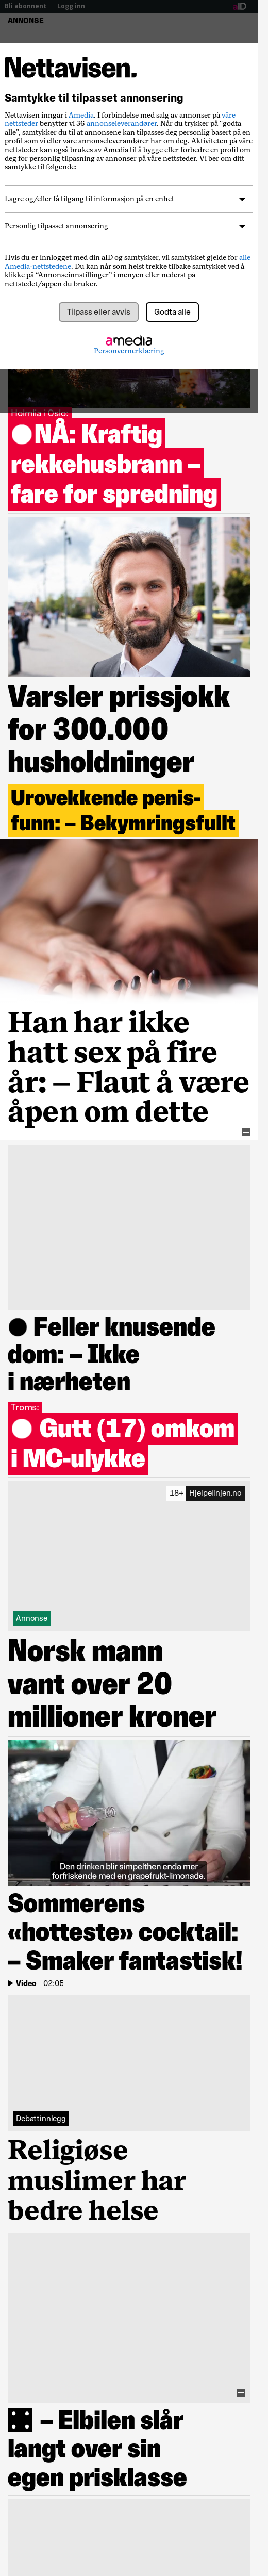 Bli abonnent | Logg inn
aID
ANNONSE
Nettavisen.
Samtykke til tilpasset annonsering
Nettavisen inngår i Amedia. I forbindelse med salg av annonser på våre
nettsteder benytter vi 36 annonseleverandører. Når du trykker på "godta
alle", samtykker du til at annonsene kan tilpasses deg personlig basert på en
profil som vi eller våre annonseleverandører har om deg. Aktiviteten på våre
nettsteder kan også brukes av Amedia til å bygge eller forbedre en profil om
deg for personlig tilpasning av annonser på våre nettsteder. Vi ber om ditt
samtykke til følgende:
Lagre og/eller få tilgang til informasjon på en enhet
Personlig tilpasset annonsering
Hvis du er innlogget med din aID og samtykker, vil samtykket gjelde for alle
Amedia-nettstedene. Du kan når som helst trekke tilbake samtykket ved å
klikke på “Annonseinnstillinger” i menyen eller nederst på
nettstedet/appen du bruker.
Tilpass eller avvis
Godta alle
amedia
Personvernerklæring
Holmlia i Oslo:
NÅ: Kraftig
rekkehusbrann –
fare for spredning
Varsler prissjokk
for 300.000
husholdninger
Urovekkende penis-
funn: – Bekymringsfullt
Han har ikke
hatt sex på fire
år: – Flaut å være
åpen om dette
Feller knusende
dom: – Ikke
i nærheten
Troms:
Gutt (17) omkom
i MC-ulykke
18+ Hjelpelinjen.no
Annonse
Norsk mann
vant over 20
millioner kroner
Den drinken blir simpelthen enda mer
forfriskende med en grapefrukt-limonade.
Sommerens
«hotteste» cocktail:
– Smaker fantastisk!
Video | 02:05
Debattinnlegg
Religiøse
muslimer har
bedre helse
– Elbilen slår
langt over sin
egen prisklasse